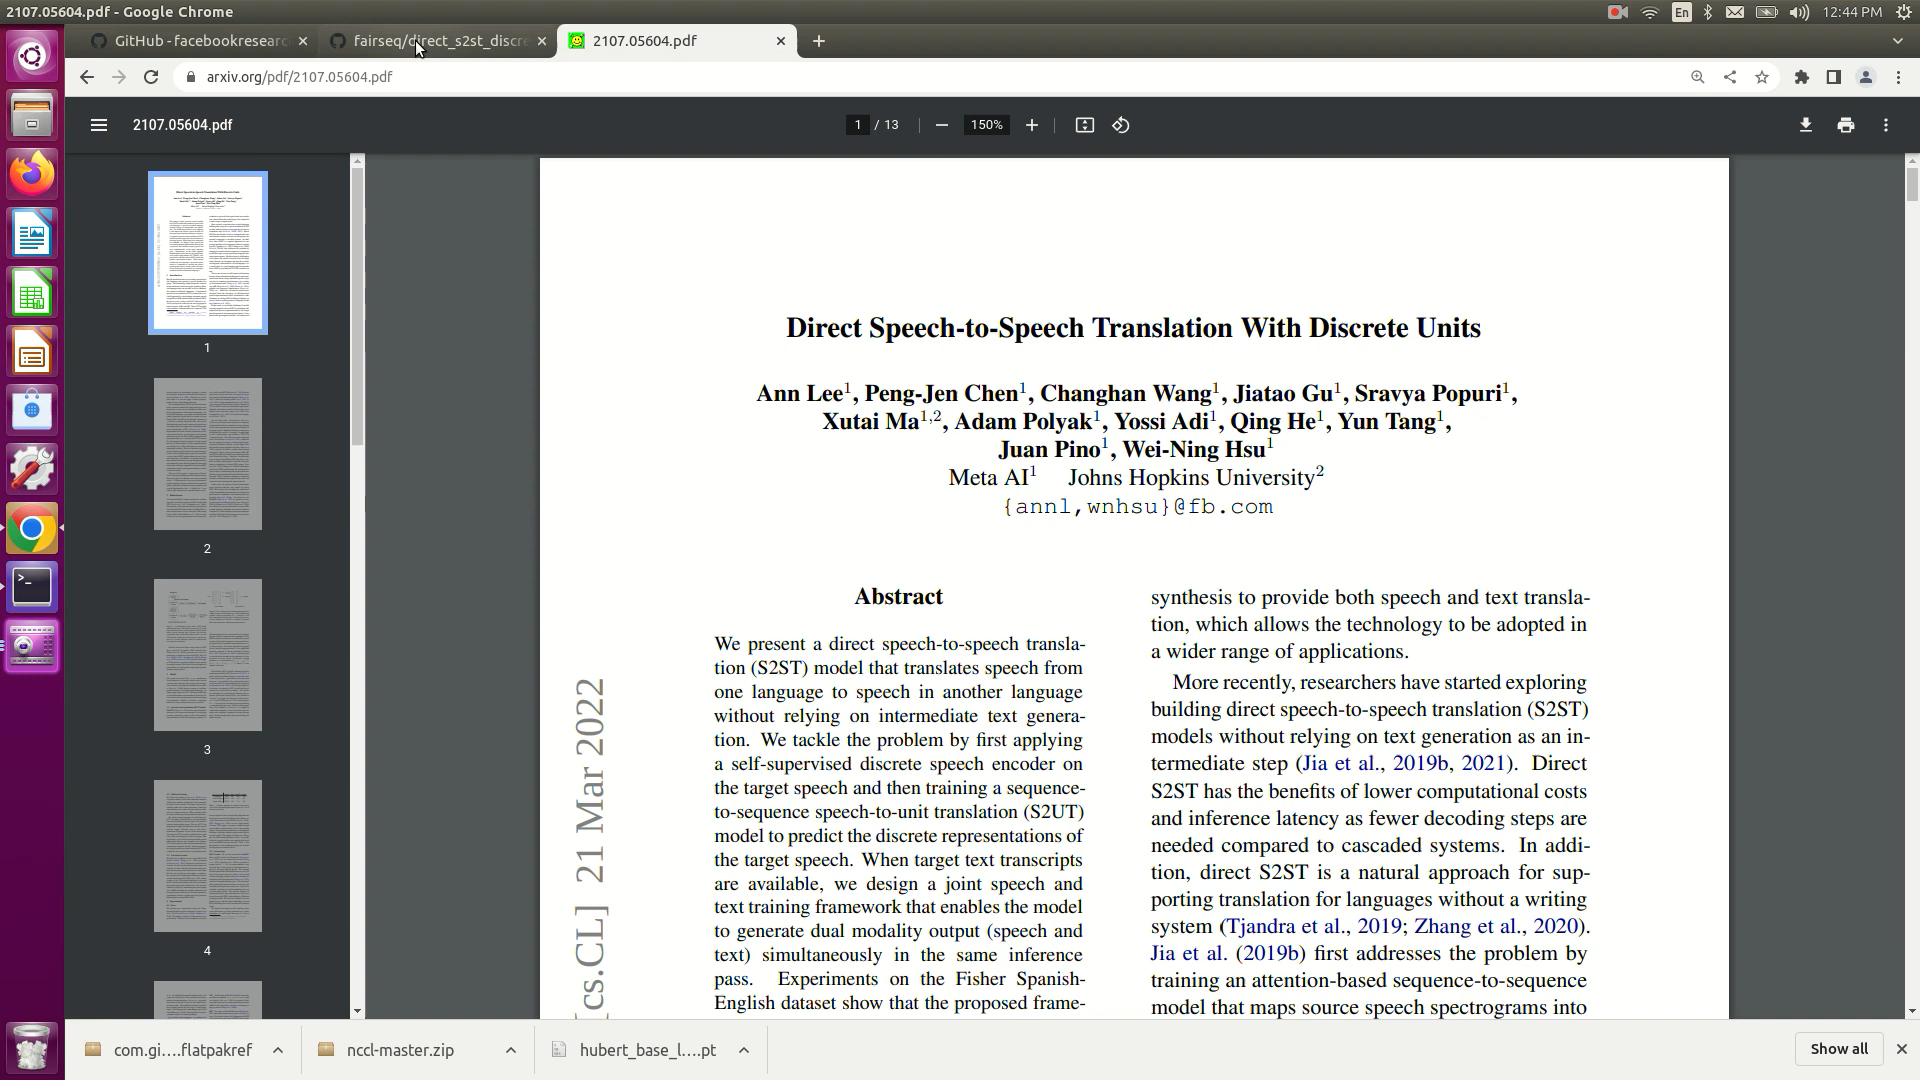 2107.05604.pdf - Google Chrome
En
12:44 PM
GitHub - facebookresearc
fairseq/direct_s2st_discre
2107.05604.pdf
arxiv.org/pdf/2107.05604.pdf
2107.05604.pdf
1 / 13
150%
1
2
3
4
Direct Speech-to-Speech Translation With Discrete Units
Ann Lee1, Peng-Jen Chen1, Changhan Wang1, Jiatao Gu1, Sravya Popuri1,
Xutai Ma1,2, Adam Polyak1, Yossi Adi1, Qing He1, Yun Tang1,
Juan Pino1, Wei-Ning Hsu1
Meta AI1 Johns Hopkins University2
{annl,wnhsu}@fb.com
[cs.CL] 21 Mar 2022
Abstract
We present a direct speech-to-speech transla-
tion (S2ST) model that translates speech from
one language to speech in another language
without relying on intermediate text genera-
tion. We tackle the problem by first applying
a self-supervised discrete speech encoder on
the target speech and then training a sequence-
to-sequence speech-to-unit translation (S2UT)
model to predict the discrete representations of
the target speech. When target text transcripts
are available, we design a joint speech and
text training framework that enables the model
to generate dual modality output (speech and
text) simultaneously in the same inference
pass. Experiments on the Fisher Spanish-
English dataset show that the proposed frame-
synthesis to provide both speech and text transla-
tion, which allows the technology to be adopted in
a wider range of applications.
More recently, researchers have started exploring
building direct speech-to-speech translation (S2ST)
models without relying on text generation as an in-
termediate step (Jia et al., 2019b, 2021). Direct
S2ST has the benefits of lower computational costs
and inference latency as fewer decoding steps are
needed compared to cascaded systems. In addi-
tion, direct S2ST is a natural approach for sup-
porting translation for languages without a writing
system (Tjandra et al., 2019; Zhang et al., 2020).
Jia et al. (2019b) first addresses the problem by
training an attention-based sequence-to-sequence
model that maps source speech spectrograms into
com.gi....flatpakref
nccl-master.zip
hubert_base_l....pt
Show all